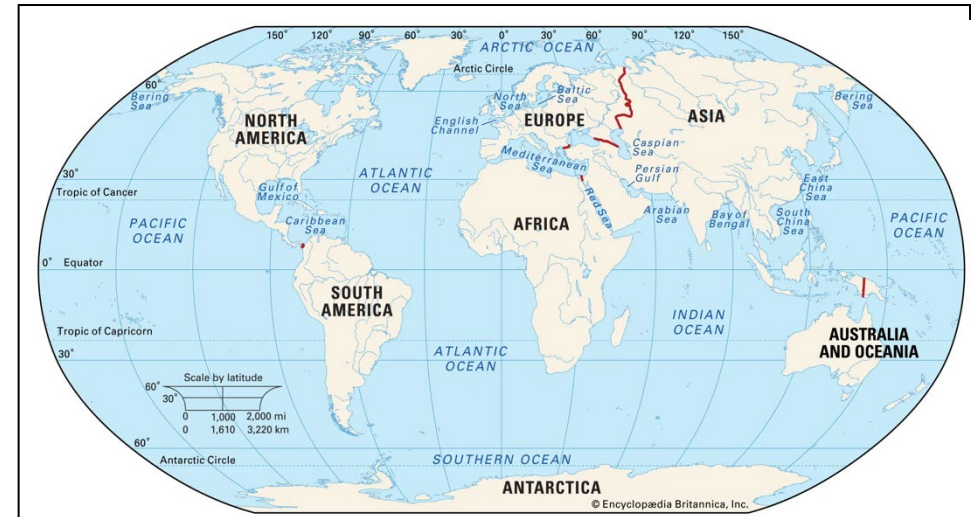 150° 120° 90° 60° 30° 0° 30° 60° 90° 120° 150°
ARCTIC OCEAN
Arctic Circle
60°
Bering
Sea
NORTH
AMERICA
North
Sea
Baltic
Sea
English
Channel
EUROPE
ASIA
Bering
Sea
Caspian
Sea
Mediterranean
Sea
ATLANTIC
OCEAN
30°
Tropic of Cancer
Gulf of
Mexico
Persian
Gulf
East
China
Sea
Red Sea
PACIFIC
OCEAN
Caribbean
Sea
AFRICA
Arabian
Sea
Bay of
Bengal
South
China
Sea
PACIFIC
OCEAN
0° Equator
SOUTH
AMERICA
INDIAN
OCEAN
Tropic of Capricorn
AUSTRALIA
AND OCEANIA
30°
ATLANTIC
OCEAN
Scale by latitude
60°
30°
0 1,000 2,000 mi
0 1,610 3,220 km
60°
Antarctic Circle
SOUTHERN OCEAN
ANTARCTICA
© Encyclopædia Britannica, Inc.